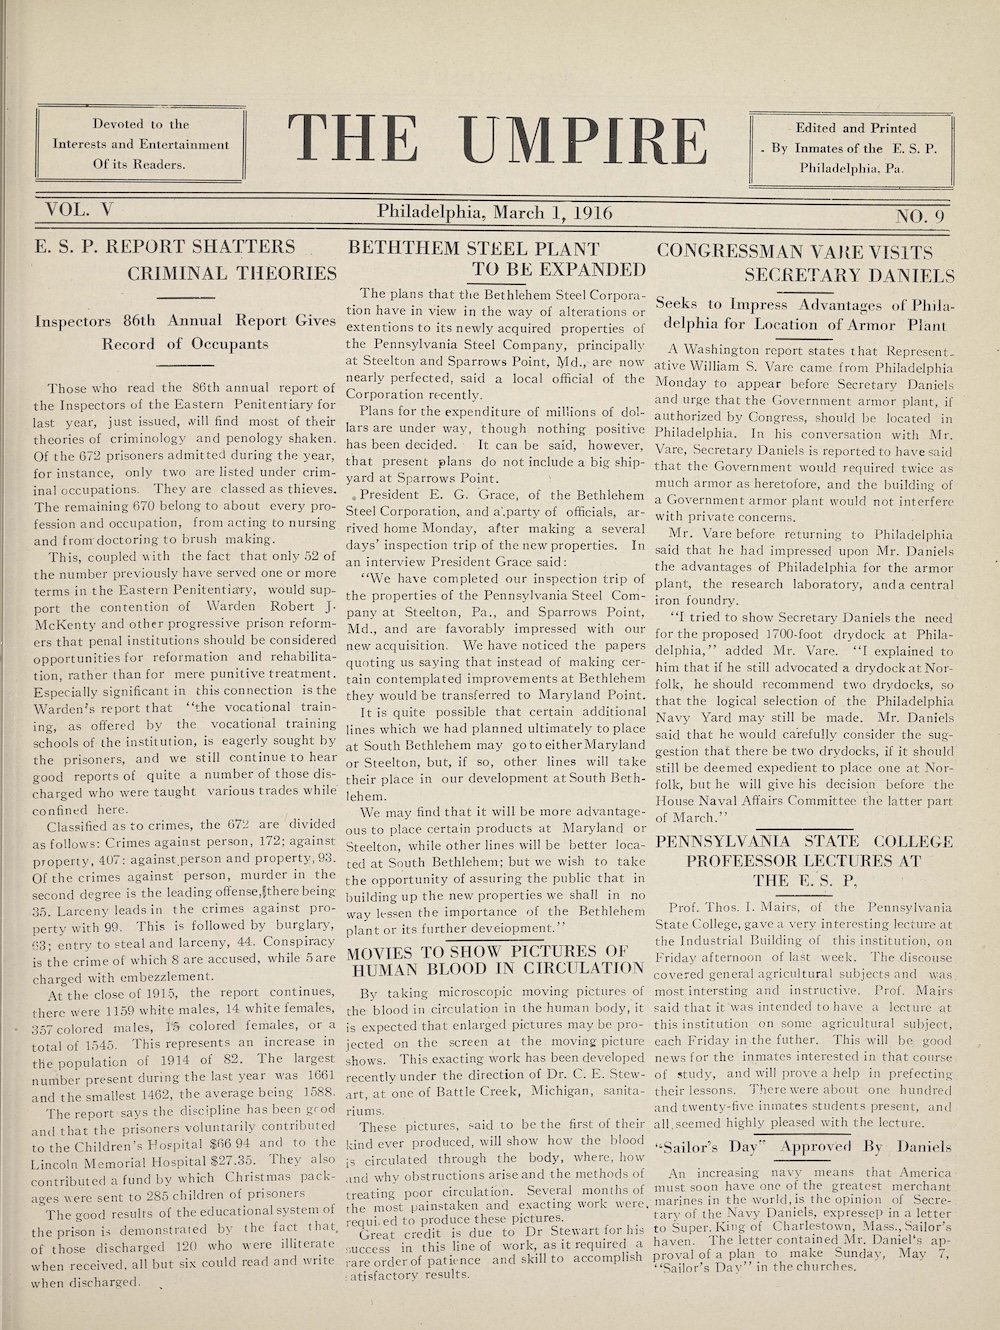 Devoted to the
Interests and Entertainment
Of its Readers.
THE UMPIRE
Edited and Printed
By Inmates of the E. S. P.
Philadelphia, Pa.
VOL. V
Philadelphia, March 1, 1916
NO. 9
E. S. P. REPORT SHATTERS
CRIMINAL THEORIES
Inspectors 86th Annual Report Gives
Record of Occupants
Those who read the 86th annual report of
the Inspectors of the Eastern Penitentiary for
last year, just issued, will find most of their
theories of criminology and penology shaken.
Of the 672 prisoners admitted during the year,
for instance, only two are listed under crim-
inal occupations. They are classed as thieves.
The remaining 670 belong to about every pro-
fession and occupation, from acting to nursing
and from doctoring to brush making.
This, coupled with the fact that only 52 of
the number previously have served one or more
terms in the Eastern Penitentiary, would sup-
port the contention of Warden Robert J.
McKenty and other progressive prison reform-
ers that penal institutions should be considered
opportunities for reformation and rehabilita-
tion, rather than for mere punitive treatment.
Especially significant in this connection is the
Warden's report that "the vocational train-
ing, as offered by the vocational training
schools of the institution, is eagerly sought by
the prisoners, and we still continue to hear
good reports of quite a number of those dis-
charged who were taught various trades while
confined here.
Classified as to crimes, the 672 are divided
as follows: Crimes against person, 172; against
property, 407: against person and property, 93.
Of the crimes against person, murder in the
second degree is the leading offense, there being
35. Larceny leads in the crimes against pro-
perty with 99. This is followed by burglary,
63; entry to steal and larceny, 44. Conspiracy
is the crime of which 8 are accused, while 5 are
charged with embezzlement.
At the close of 1915, the report continues,
there were 1159 white males, 14 white females,
357 colored males, 15 colored females, or a
total of 1545. This represents an increase in
the population of 1914 of 82. The largest
number present during the last year was 1661
and the smallest 1462, the average being 1588.
The report says the discipline has been good
and that the prisoners voluntarily contributed
to the Children's Hospital $66 94 and to the
Lincoln Memorial Hospital $27.35. They also
contributed a fund by which Christmas pack-
ages were sent to 285 children of prisoners
The good results of the educational system of
the prison is demonstrated by the fact that
of those discharged 120 who were illiterate
when received, all but six could read and write
when discharged.
BETHTHEM STEEL PLANT
TO BE EXPANDED
The plans that the Bethlehem Steel Corpora-
tion have in view in the way of alterations or
extentions to its newly acquired properties of
the Pennsylvania Steel Company, principally
at Steelton and Sparrows Point, Md., are now
nearly perfected, said a local official of the
Corporation recently.
Plans for the expenditure of millions of dol-
lars are under way, though nothing positive
has been decided. It can be said, however,
that present plans do not include a big ship-
yard at Sparrows Point.
President E. G. Grace, of the Bethlehem
Steel Corporation, and a party of officials, ar-
rived home Monday, after making a several
days' inspection trip of the new properties. In
an interview President Grace said:
"We have completed our inspection trip of
the properties of the Pennsylvania Steel Com-
pany at Steelton, Pa., and Sparrows Point,
Md., and are favorably impressed with our
new acquisition. We have noticed the papers
quoting us saying that instead of making cer-
tain contemplated improvements at Bethlehem
they would be transferred to Maryland Point.
It is quite possible that certain additional
lines which we had planned ultimately to place
at South Bethlehem may go to either Maryland
or Steelton, but, if so, other lines will take
their place in our development at South Beth-
lehem.
We may find that it will be more advantage-
ous to place certain products at Maryland or
Steelton, while other lines will be better loca-
ted at South Bethlehem; but we wish to take
the opportunity of assuring the public that in
building up the new properties we shall in no
way lessen the importance of the Bethlehem
plant or its further development."
MOVIES TO SHOW PICTURES OF
HUMAN BLOOD IN CIRCULATION
By taking microscopic moving pictures of
the blood in circulation in the human body, it
is expected that enlarged pictures may be pro-
jected on the screen at the moving picture
shows. This exacting work has been developed
recently under the direction of Dr. C. E. Stew-
art, at one of Battle Creek, Michigan, sanita-
riums.
These pictures, said to be the first of their
kind ever produced, will show how the blood
is circulated through the body, where, how
and why obstructions arise and the methods of
treating poor circulation. Several months of
the most painstaken and exacting work were,
required to produce these pictures.
Great credit is due to Dr Stewart for his
success in this line of work, as it required a
rare order of patience and skill to accomplish
satisfactory results.
CONGRESSMAN VARE VISITS
SECRETARY DANIELS
Seeks to Impress Advantages of Phila-
delphia for Location of Armor Plant
A Washington report states that Represent-
ative William S. Vare came from Philadelphia
Monday to appear before Secretary Daniels
and urge that the Government armor plant, if
authorized by Congress, should be located in
Philadelphia. In his conversation with Mr.
Vare, Secretary Daniels is reported to have said
that the Government would required twice as
much armor as heretofore, and the building of
a Government armor plant would not interfere
with private concerns.
Mr. Vare before returning to Philadelphia
said that he had impressed upon Mr. Daniels
the advantages of Philadelphia for the armor
plant, the research laboratory, and a central
iron foundry.
"I tried to show Secretary Daniels the need
for the proposed 1700-foot drydock at Phila-
delphia," added Mr. Vare. "I explained to
him that if he still advocated a drydock at Nor-
folk, he should recommend two drydocks, so
that the logical selection of the Philadelphia
Navy Yard may still be made. Mr. Daniels
said that he would carefully consider the sug-
gestion that there be two drydocks, if it should
still be deemed expedient to place one at Nor-
folk, but he will give his decision before the
House Naval Affairs Committee the latter part
of March."
PENNSYLVANIA STATE COLLEGE
PROFEESSOR LECTURES AT
THE E. S. P.
Prof. Thos. I. Mairs, of the Pennsylvania
State College, gave a very interesting lecture at
the Industrial Building of this institution, on
Friday afternoon of last week. The discouse
covered general agricultural subjects and was
most intersting and instructive. Prof. Mairs
said that it was intended to have a lecture at
this institution on some agricultural subject,
each Friday in the futher. This will be good
news for the inmates interested in that course
of study, and will prove a help in prefecting
their lessons. There were about one hundred
and twenty-five inmates students present, and
all seemed highly pleased with the lecture.
"Sailor's Day" Approved By Daniels
An increasing navy means that America
must soon have one of the greatest merchant
marines in the world, is the opinion of Secre-
tary of the Navy Daniels, expressep in a letter
to Super. King of Charlestown, Mass., Sailor's
haven. The letter contained Mr. Daniel's ap-
proval of a plan to make Sunday, May 7,
"Sailor's Day" in the churches.